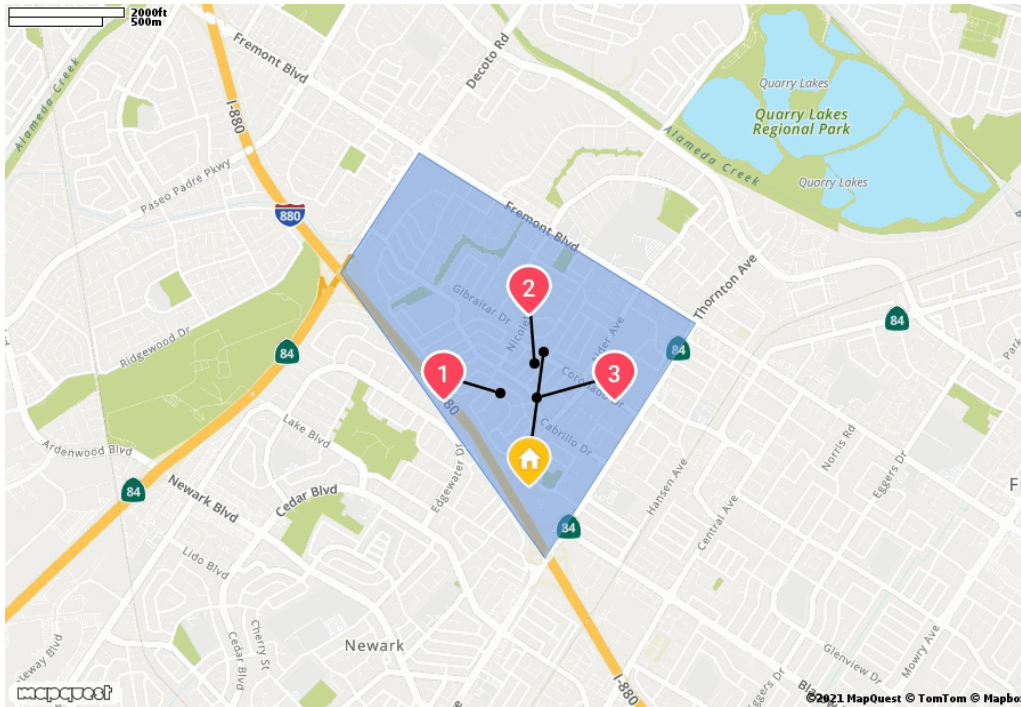 2000ft
500m
Fremont Blvd
Decoto Rd
Alameda Creek
I-880
Quarry Lakes
Quarry Lakes
Regional Park
Alameda Creek
Quarry Lakes
Paseo Padre Pkwy
880
Fremont Blvd
Thornton Ave
Gibraltar Dr
2
84
Ridgewood Dr
84
84
1
3
Cabrillo Dr
Lake Blvd
Ardenwood Blvd
Edgewater Dr
Norris Rd
Eggers Dr
Hansen Ave
Cedar Blvd
84
Newark Blvd
Central Ave
84
Lido Blvd
Cherry St
Cedar Blvd
Newark
Mowry Ave
Glenview Dr
I-880
Eggers Dr
mapquest
©2021 MapQuest © TomTom © Mapbo